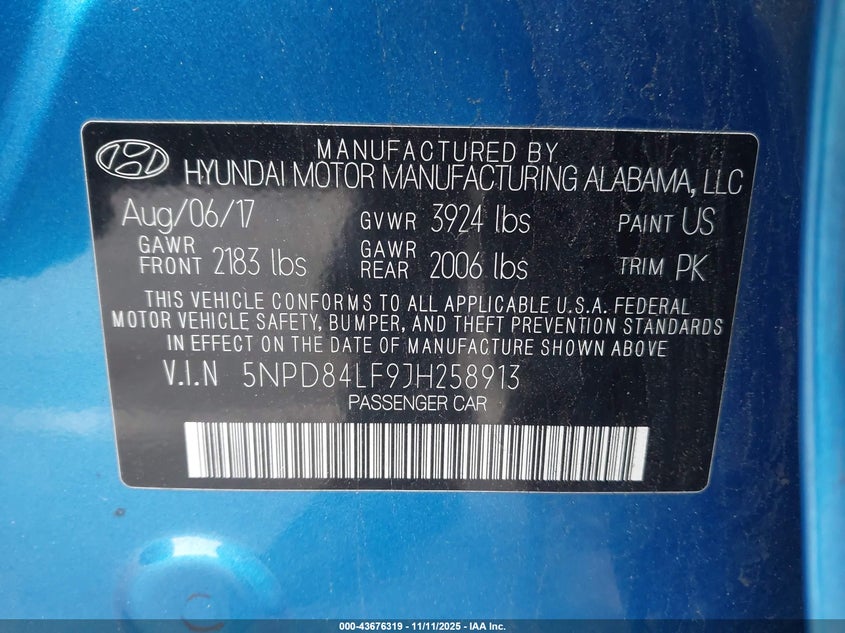 MANUFACTURED BY
HYUNDAI MOTOR MANUFACTURING ALABAMA, LLC
Aug/06/17 GVWR 3924 lbs PAINT US
GAWR FRONT 2183 lbs GAWR REAR 2006 lbs TRIM PK
THIS VEHICLE CONFORMS TO ALL APPLICABLE U.S.A. FEDERAL
MOTOR VEHICLE SAFETY, BUMPER, AND THEFT PREVENTION STANDARDS
IN EFFECT ON THE DATE OF MANUFACTURE SHOWN ABOVE
V.I.N 5NPD84LF9JH258913
PASSENGER CAR
000-43676319 - 11/11/2025 - IAA Inc.